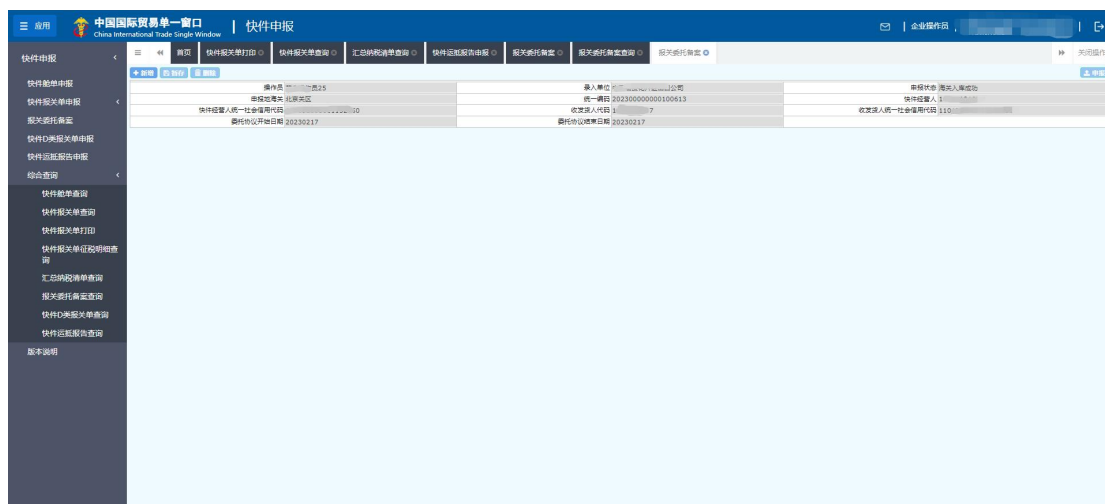 应用
中国国际贸易单一窗口
China International Trade Single Window
快件申报
企业操作员，
快件申报
首页 快件报关单打印 快件报关单查询 汇总纳税清单查询 快件运抵报告申报 报关委托备案 报关委托备案查询 报关委托备案
关闭操作
新增 暂存 删除
快件舱单申报
快件报关单申报
报关委托备案
快件D类报关单申报
快件运抵报告申报
综合查询
快件舱单查询
快件报关单查询
快件报关单打印
快件报关单征税明细查
询
汇总纳税清单查询
报关委托备案查询
快件D类报关单查询
快件运抵报告查询
版本说明
操作员 员25 录入单位 公司 申报状态 海关入库成功
申报地海关 北京关区 统一编码 202300000000100613 快件经营人 1
快件经营人统一社会信用代码 收发货人代码 1 7 收发货人统一社会信用代码 110
委托协议开始日期 20230217 委托协议结束日期 20230217